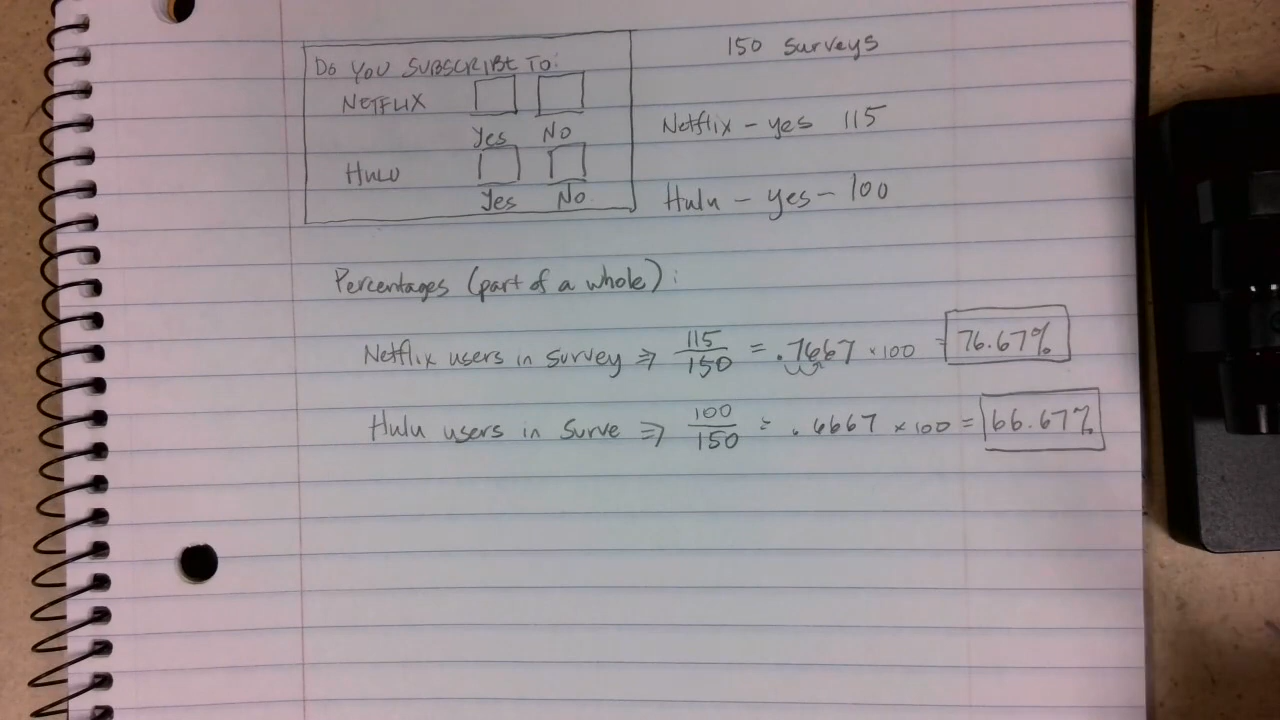 DO YOU SUBSCRIBE TO:
NETFLIX
Yes No
HULU
Yes No
150 surveys
Netflix - yes 115
Hulu - yes - 100
Percentages (part of a whole):
Netflix users in survey ⇒ 115/150 = .7667 × 100 = 76.67%
Hulu users in surve ⇒ 100/150 = .6667 × 100 = 66.67%